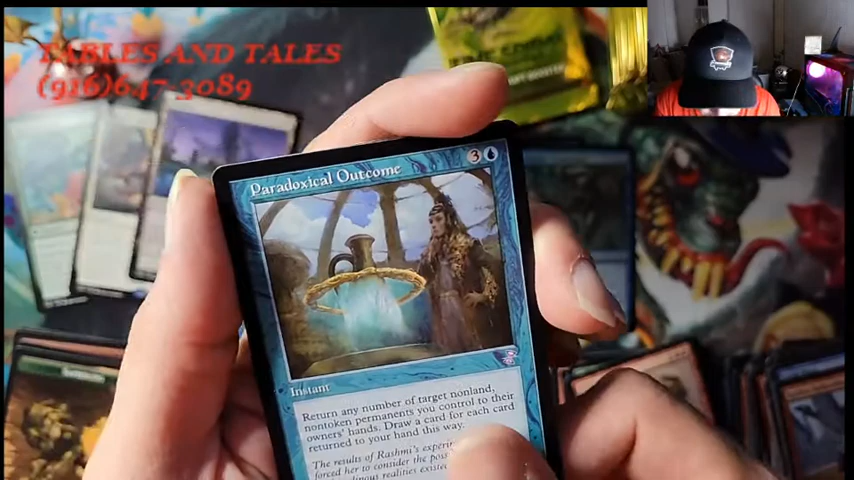 TABLES AND TALES
(916)647-3089
Paradoxical Outcome
3
Instant
Return any number of target nonland,
nontoken permanents you control to their
owners' hands. Draw a card for each card
returned to your hand this way.
The results of Rashmi's
forced her to consider the
realities